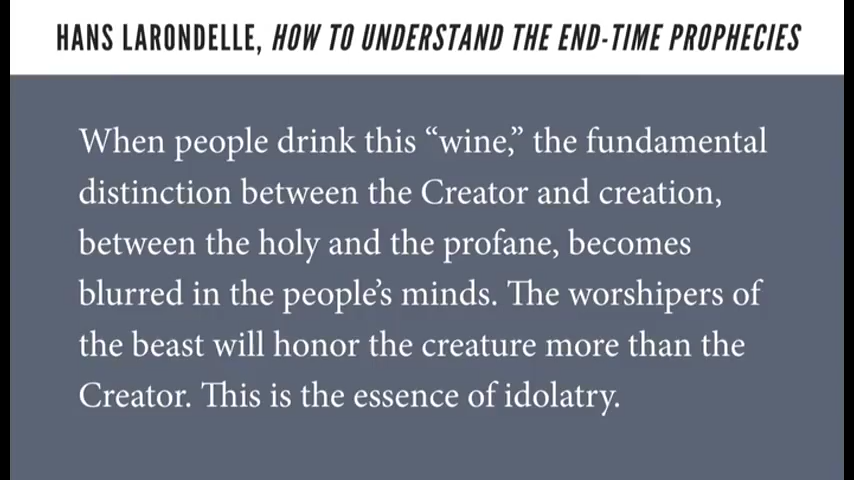 HANS LARONDELLE, HOW TO UNDERSTAND THE END-TIME PROPHECIES
When people drink this “wine,” the fundamental
distinction between the Creator and creation,
between the holy and the profane, becomes
blurred in the people’s minds. The worshipers of
the beast will honor the creature more than the
Creator. This is the essence of idolatry.